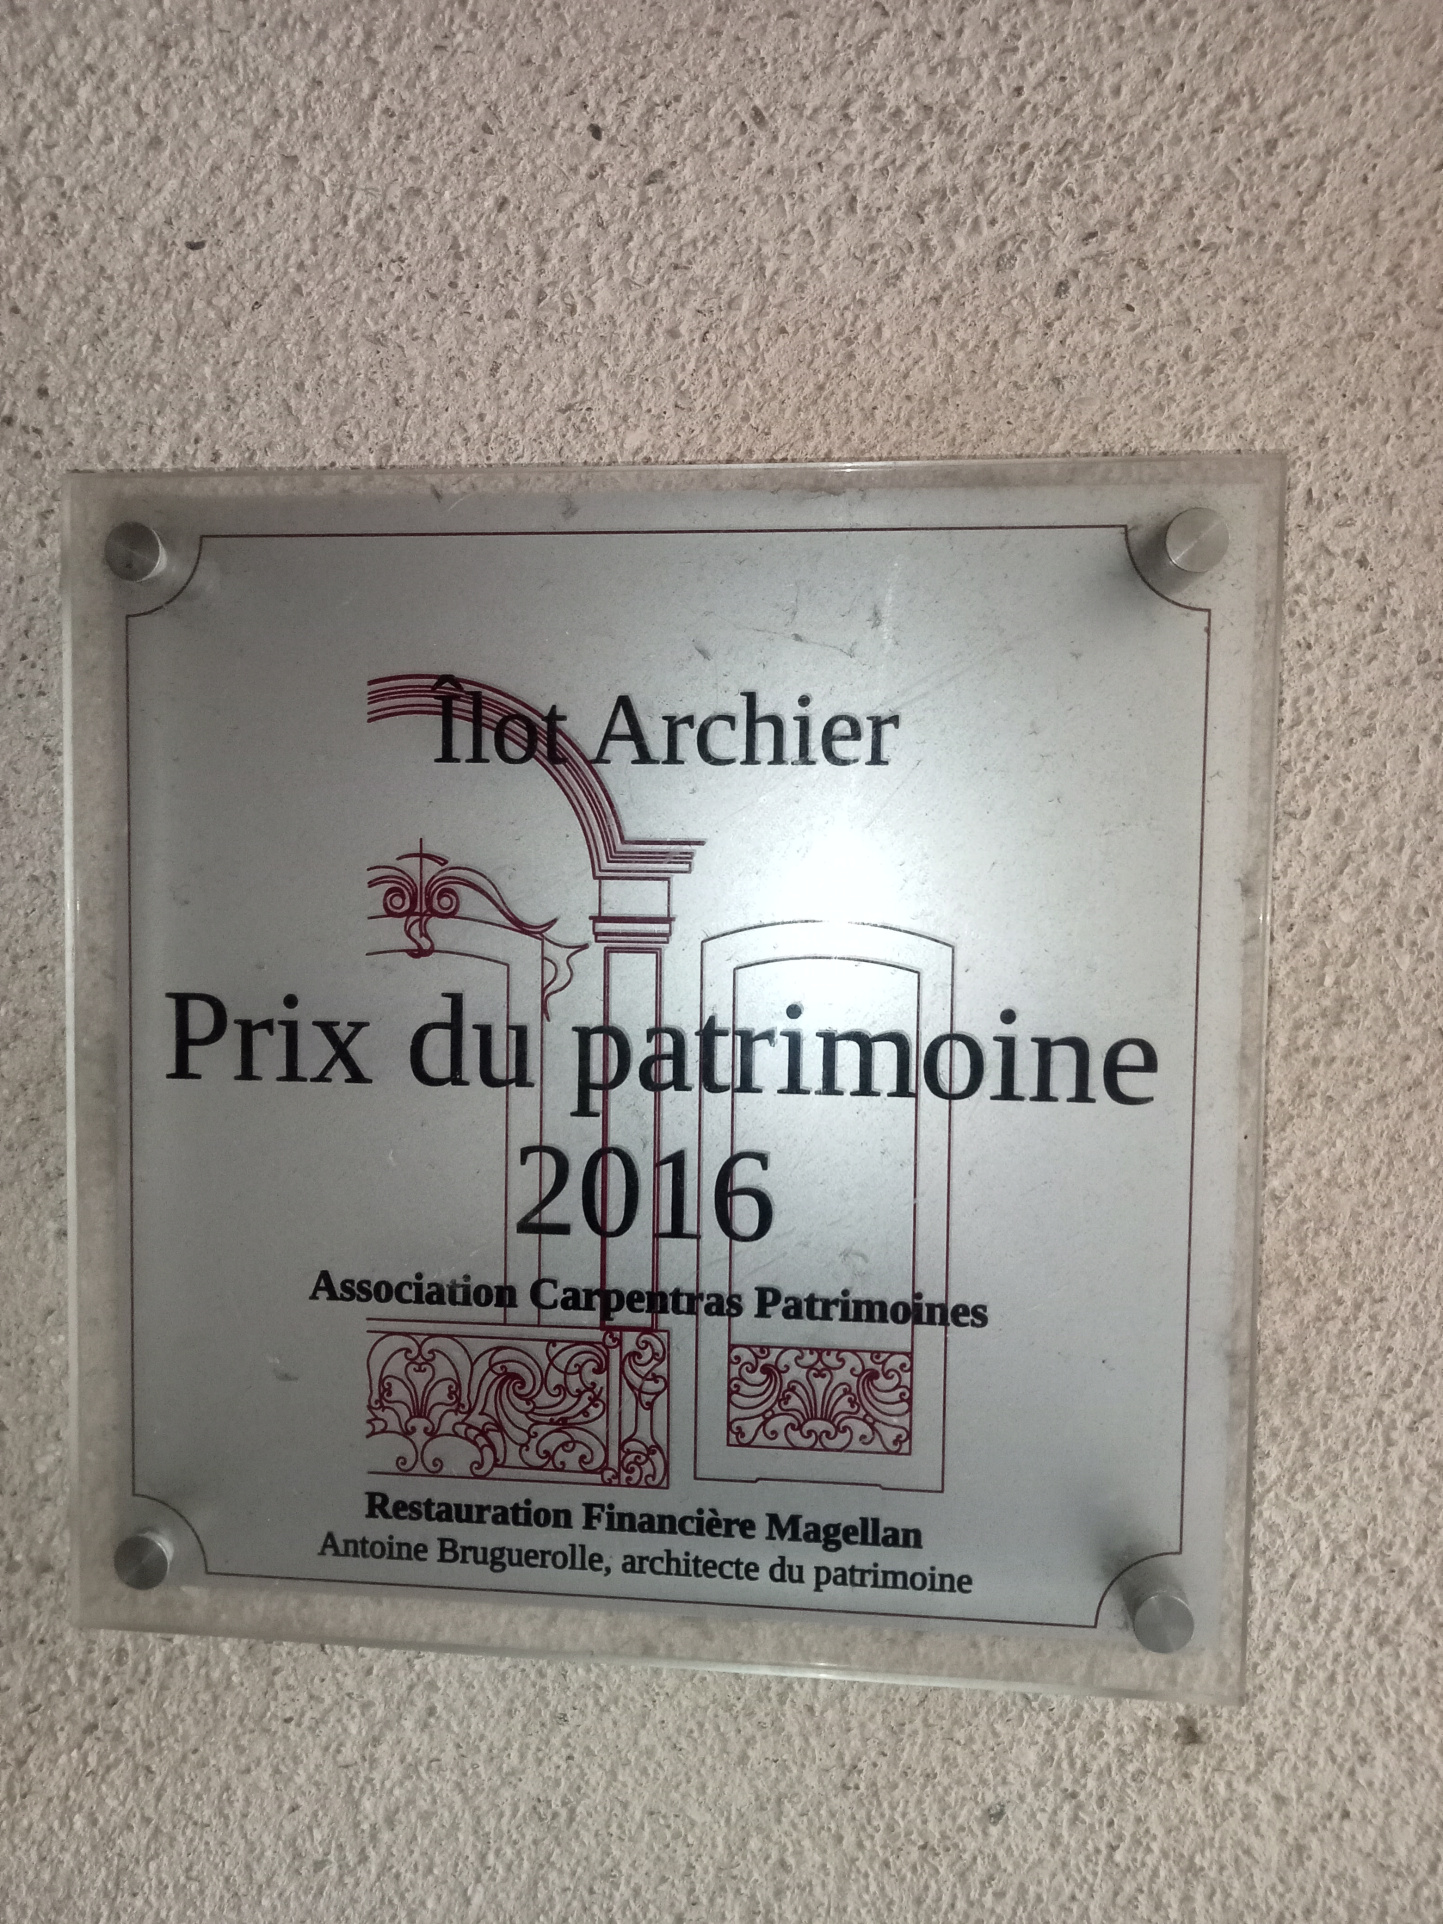 Îlot Archier
Prix du patrimoine
2016
Association Carpentras Patrimoines
Restauration Financière Magellan
Antoine Bruguerolle, architecte du patrimoine